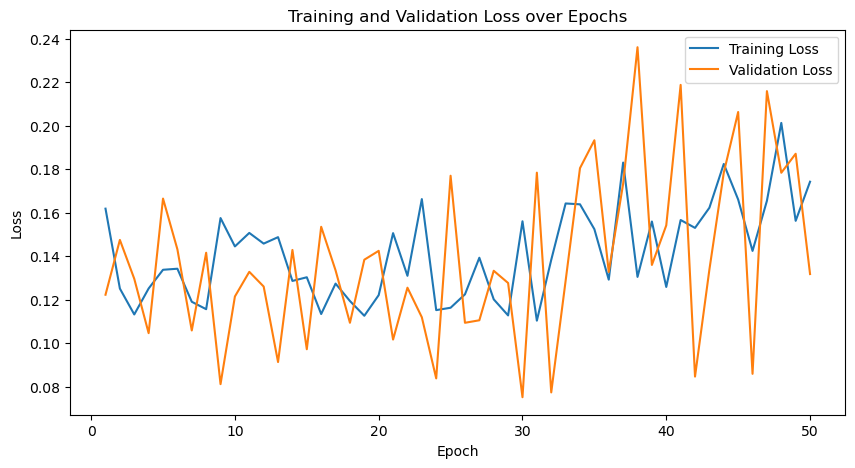 Training and Validation Loss over Epochs
Training Loss
Validation Loss
0.24
0.22
0.20
0.18
0.16
0.14
0.12
0.10
0.08
Loss
0 10 20 30 40 50
Epoch